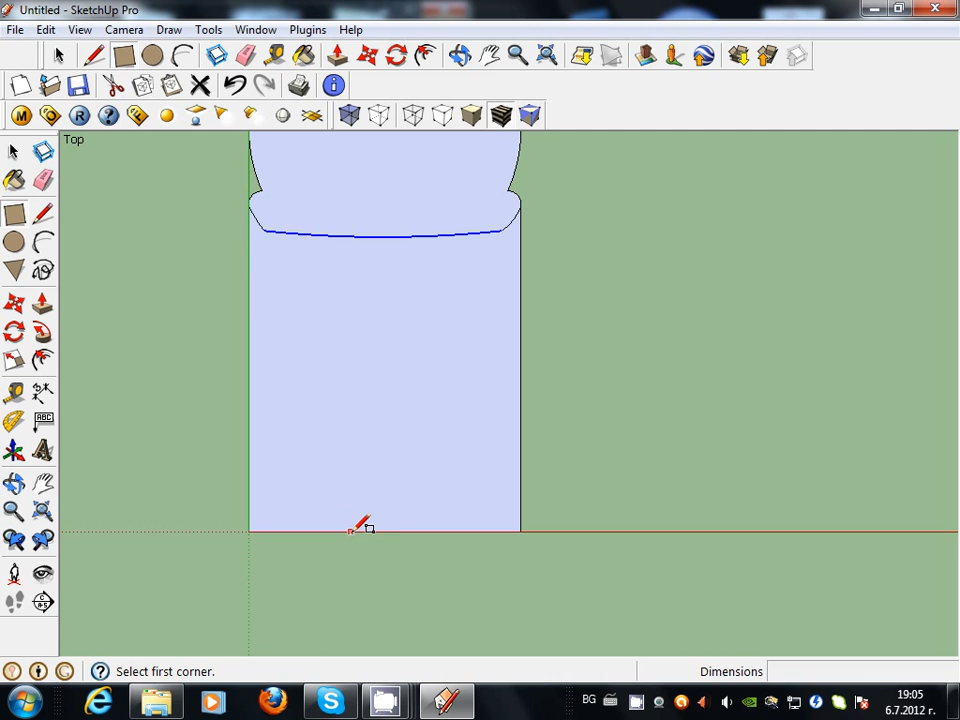 Untitled - SketchUp Pro
File Edit View Camera Draw Tools Window Plugins Help
M O R ?
Top
ABC
A
Select first corner.
Dimensions
BG
19:05
6.7.2012 г.